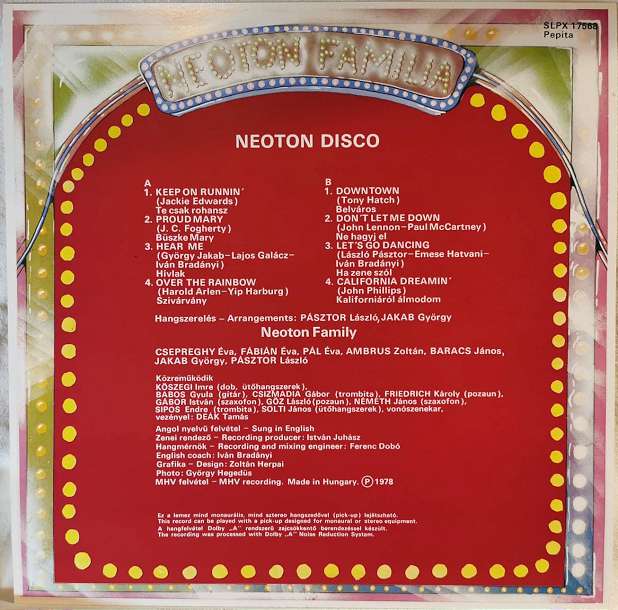 SLPX 17568
Pepita
NEOTON FAMILIA
NEOTON DISCO
A
1. KEEP ON RUNNIN'
(Jackie Edwards)
Te csak rohansz
2. PROUD MARY
(J. C. Fogherty)
Büszke Mary
3. HEAR ME
(György Jakab–Lajos Galácz–
Iván Bradányi)
Hívlak
4. OVER THE RAINBOW
(Harold Arlen–Yip Harburg)
Szivárvány
B
1. DOWNTOWN
(Tony Hatch)
Belváros
2. DON'T LET ME DOWN
(John Lennon–Paul McCartney)
Ne hagyj el
3. LET'S GO DANCING
(László Pásztor–Emese Hatvani–
Iván Bradányi)
Ha zene szól
4. CALIFORNIA DREAMIN'
(John Phillips)
Kaliforniáról álmodom
Hangszerelés – Arrangements: PÁSZTOR László, JAKAB György
Neoton Family
CSEPREGHY Éva, FÁBIÁN Éva, PÁL Éva, AMBRUS Zoltán, BARACS János,
JAKAB György, PÁSZTOR László
Közreműködik
KŐSZEGI Imre (dob, ütőhangszerek),
BABOS Gyula (gitár), CSIZMADIA Gábor (trombita), FRIEDRICH Károly (pozaun),
GÁBOR István (szaxofon), GŐZ László (pozaun), NÉMETH János (szaxofon),
SIPOS Endre (trombita), SOLTI János (ütőhangszerek), vonószenekar,
vezényel: DEÁK Tamás
Angol nyelvű felvétel – Sung in English
Zenei rendező – Recording producer: István Juhász
Hangmérnök – Recording and mixing engineer: Ferenc Dobó
English coach: Iván Bradányi
Grafika – Design: Zoltán Herpai
Photo: György Hegedűs
MHV felvétel – MHV recording. Made in Hungary. Ⓟ 1978
Ez a lemez mind monaurális, mind sztereo hangszedővel (pick-up) lejátszható.
This record can be played with a pick-up designed for monaural or stereo equipment.
A hangfelvétel Dolby „A" rendszerű zajcsökkentő berendezéssel készült.
The recording was processed with Dolby „A" Noise Reduction System.